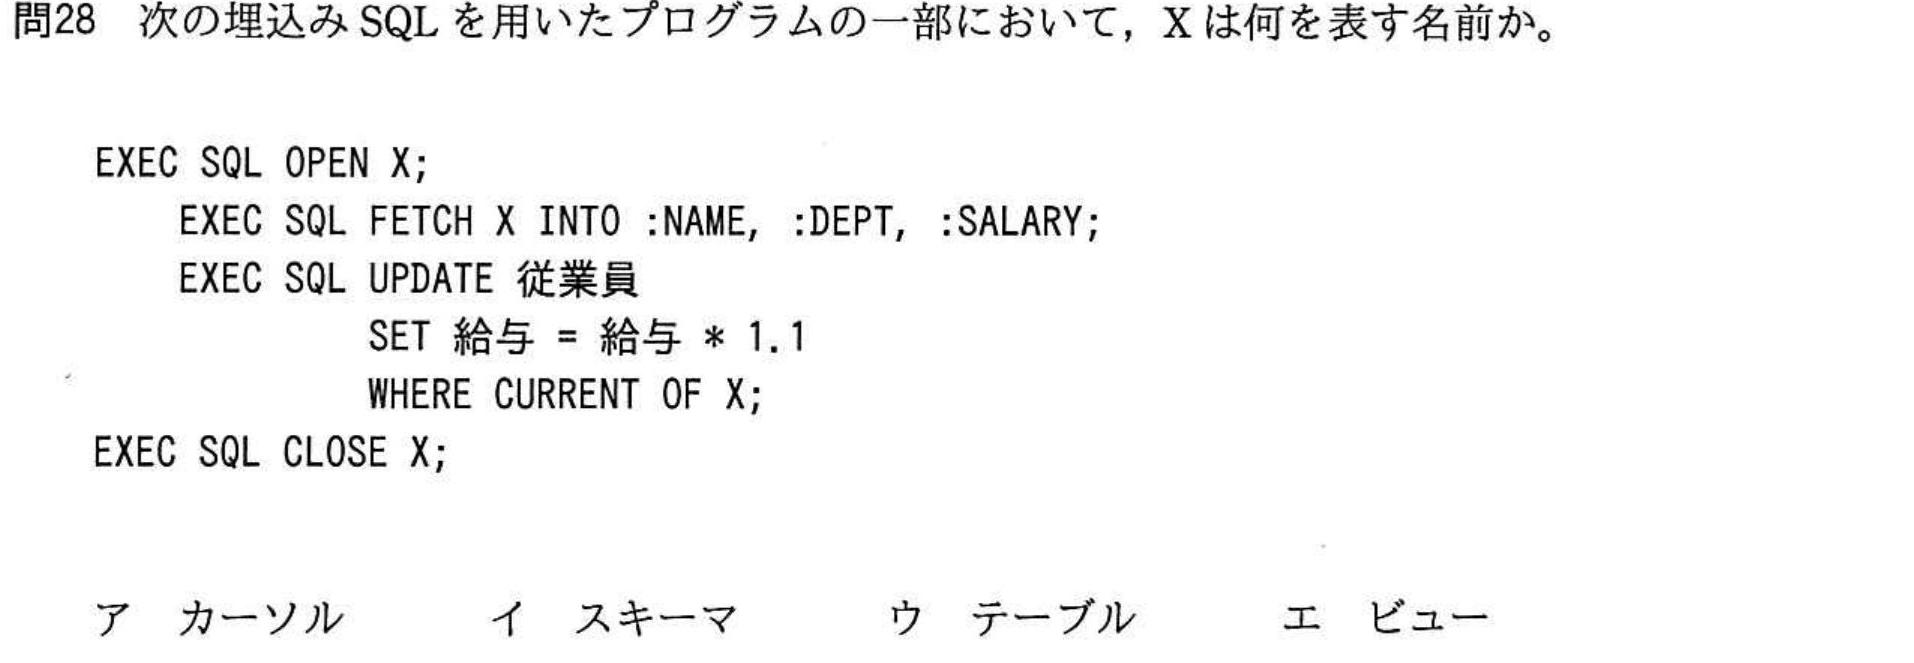 問28 次の埋込み SQL を用いたプログラムの一部において，X は何を表す名前か。
EXEC SQL OPEN X;
EXEC SQL FETCH X INTO :NAME, :DEPT, :SALARY;
EXEC SQL UPDATE 従業員
SET 給与 = 給与 * 1.1
WHERE CURRENT OF X;
EXEC SQL CLOSE X;
ア カーソル イ スキーマ ウ テーブル エ ビュー